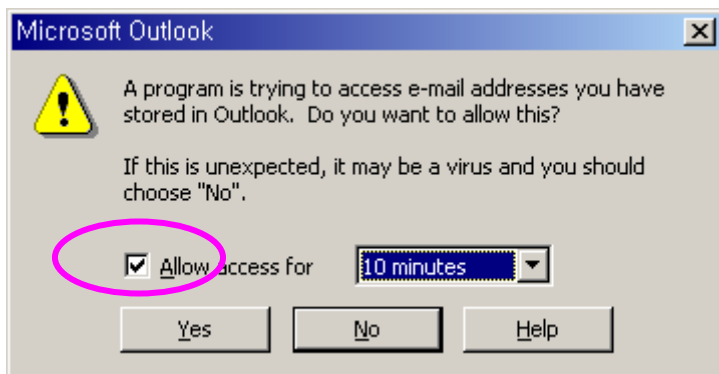 Microsoft Outlook
A program is trying to access e-mail addresses you have
stored in Outlook. Do you want to allow this?
If this is unexpected, it may be a virus and you should
choose "No".
Allow access for 10 minutes
Yes No Help